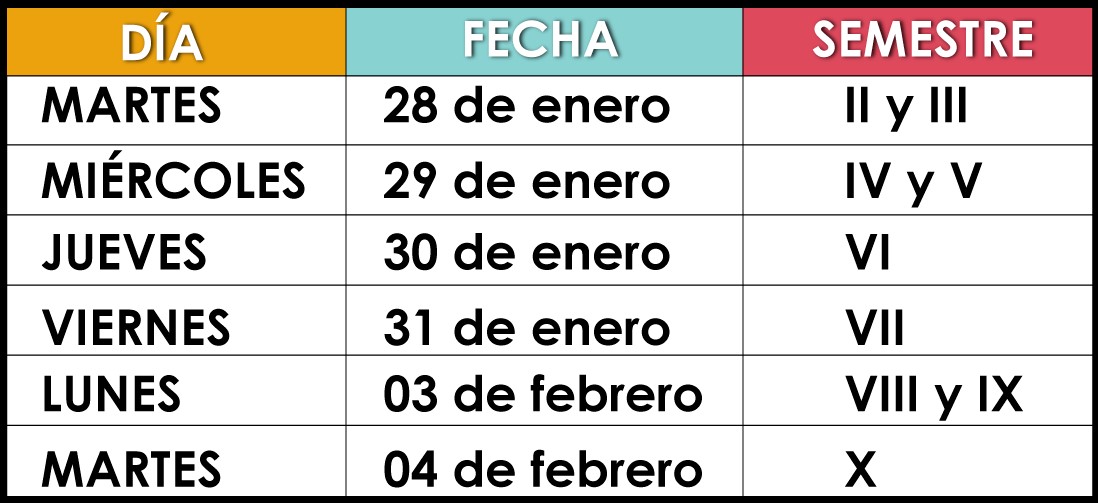 DÍA FECHA SEMESTRE
MARTES 28 de enero II y III
MIÉRCOLES 29 de enero IV y V
JUEVES 30 de enero VI
VIERNES 31 de enero VII
LUNES 03 de febrero VIII y IX
MARTES 04 de febrero X